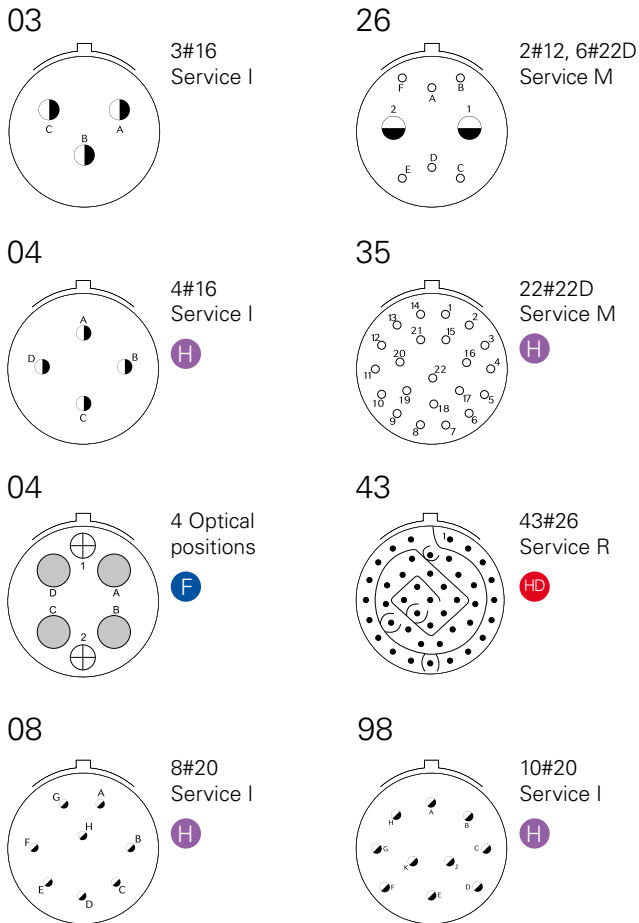 03
3#16
Service I
C
A
B
26
2#12, 6#22D
Service M
F
B
A
2
1
D
E
C
04
4#16
Service I
H
A
D
B
C
35
22#22D
Service M
H
14
1
13
2
21
15
12
3
20
16
4
11
22
10
19
17
5
18
9
6
8
7
04
4 Optical
positions
F
1
D
A
C
B
2
43
43#26
Service R
HD
1
08
8#20
Service I
H
G
A
H
F
B
E
C
D
98
10#20
Service I
H
A
H
B
G
C
K
J
F
D
E